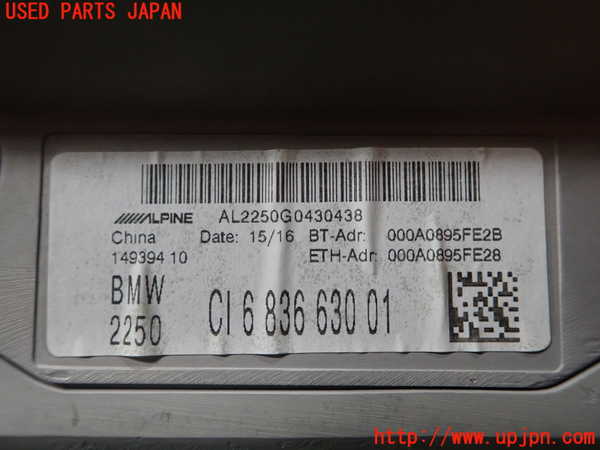 USED PARTS JAPAN
ALPINE AL2250G0430438
China Date: 15/16 BT-Adr: 000A0895FE2B
149394 10 ETH-Adr: 000A0895FE28
BMW
2250 CI 6 836 630 01
http://www.upjpn.com/